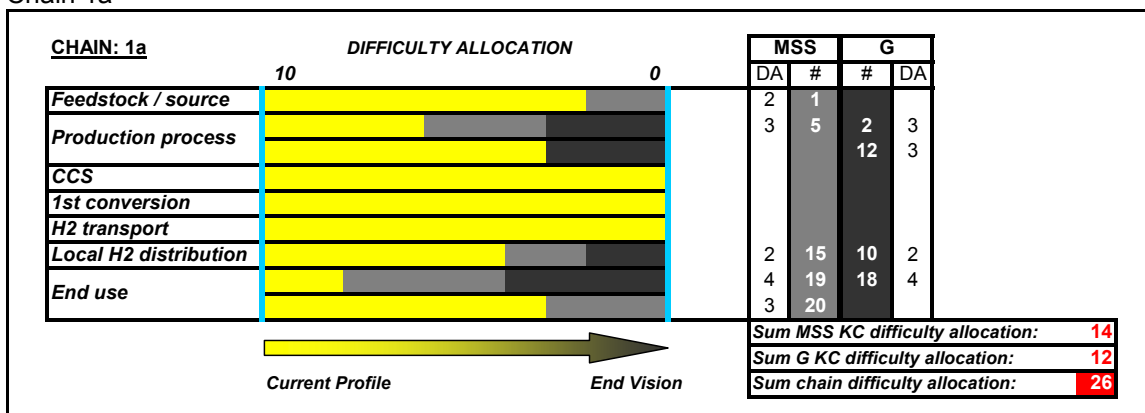 Chain 1a
CHAIN: 1a DIFFICULTY ALLOCATION MSS G
10 0 DA # # DA
Feedstock / source 2 1
Production process 3 5 2 3
12 3
CCS
1st conversion
H2 transport
Local H2 distribution 2 15 10 2
End use 4 19 18 4
3 20
Sum MSS KC difficulty allocation: 14
Sum G KC difficulty allocation: 12
Current Profile End Vision Sum chain difficulty allocation: 26